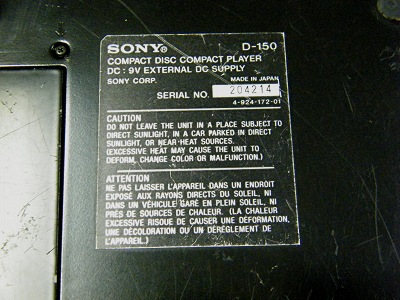 SONY® D-150
COMPACT DISC COMPACT PLAYER
DC : 9V EXTERNAL DC SUPPLY
SONY CORP. MADE IN JAPAN
SERIAL NO. 204214
4-924-172-01
CAUTION
DO NOT LEAVE THE UNIT IN A PLACE SUBJECT TO
DIRECT SUNLIGHT, IN A CAR PARKED IN DIRECT
SUNLIGHT, OR NEAR HEAT SOURCES.
(EXCESSIVE HEAT MAY CAUSE THE UNIT TO
DEFORM, CHANGE COLOR OR MALFUNCTION.)
ATTENTION
NE PAS LAISSER L'APPAREIL DANS UN ENDROIT
EXPOSÉ AUX RAYONS DIRECTS DU SOLEIL, NI
DANS UN VÉHICULE GARÉ EN PLEIN SOLEIL, NI
PRÈS DE SOURCES DE CHALEUR. (LA CHALEUR
EXCESSIVE RISQUE DE CAUSER UNE DÉFORMATION,
UNE DÉCOLORATION OU UN DÉRÈGLEMENT DE
L'APPAREIL.)